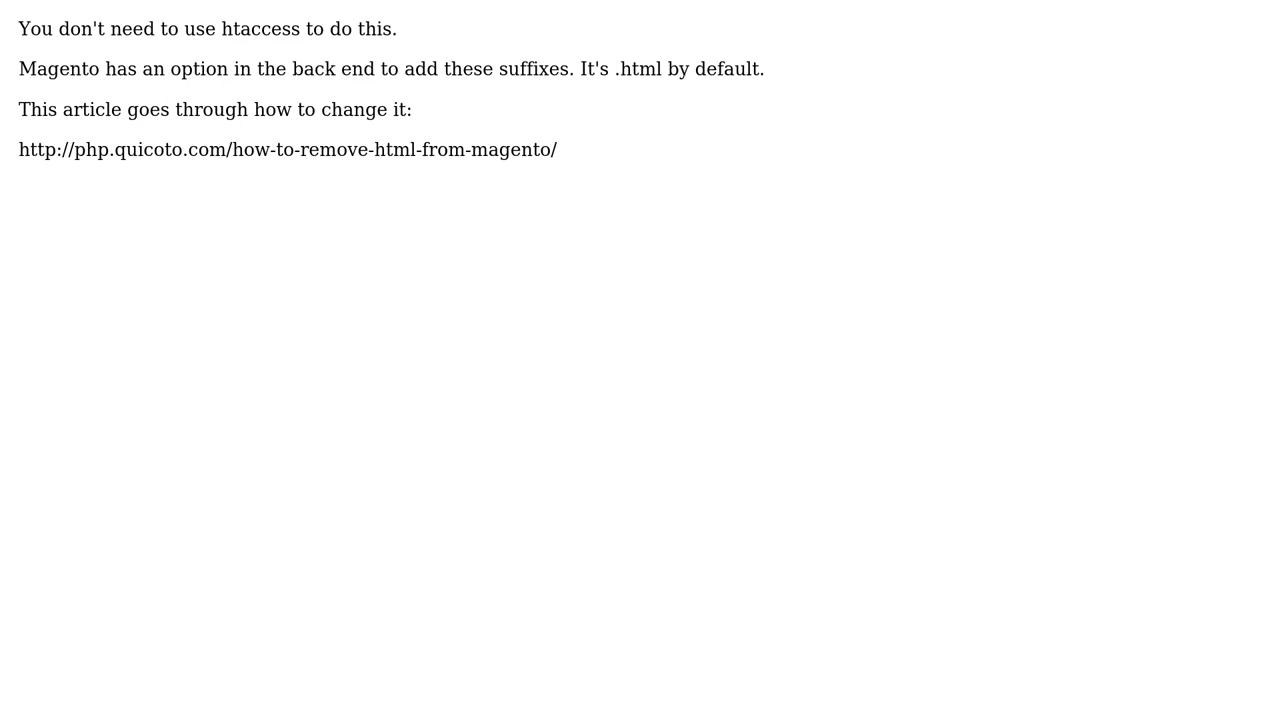 You don't need to use htaccess to do this.
Magento has an option in the back end to add these suffixes. It's .html by default.
This article goes through how to change it:
http://php.quicoto.com/how-to-remove-html-from-magento/